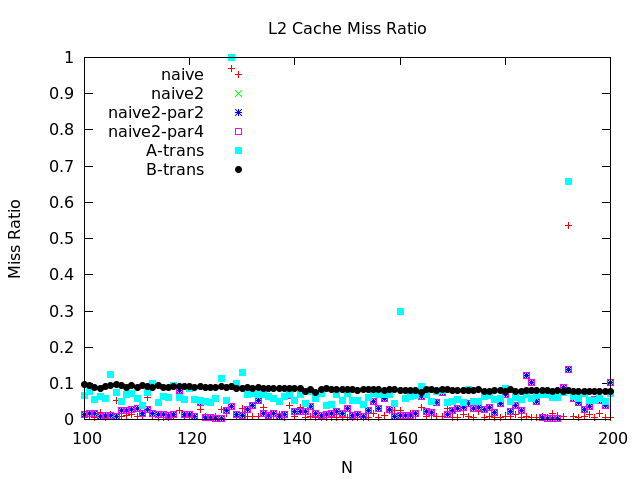 L2 Cache Miss Ratio
Miss Ratio
1
0.9
0.8
0.7
0.6
0.5
0.4
0.3
0.2
0.1
0
naive
naive2
naive2-par2
naive2-par4
A-trans
B-trans
100 120 140 160 180 200
N